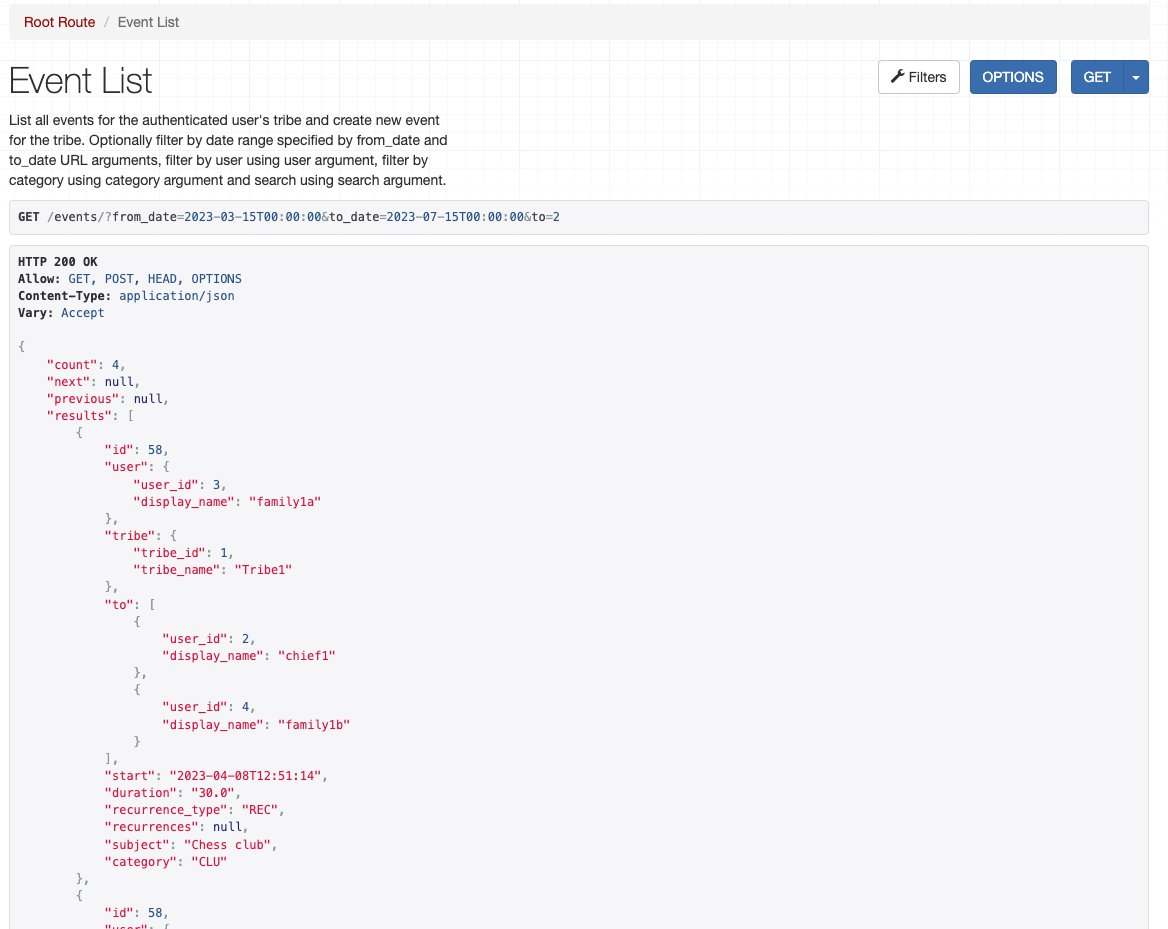 Root Route / Event List
Event List
Filters
OPTIONS
GET
List all events for the authenticated user's tribe and create new event
for the tribe. Optionally filter by date range specified by from_date and
to_date URL arguments, filter by user using user argument, filter by
category using category argument and search using search argument.
GET /events/?from_date=2023-03-15T00:00:00&to_date=2023-07-15T00:00:00&to=2
HTTP 200 OK
Allow: GET, POST, HEAD, OPTIONS
Content-Type: application/json
Vary: Accept
{
    "count": 4,
    "next": null,
    "previous": null,
    "results": [
        {
            "id": 58,
            "user": {
                "user_id": 3,
                "display_name": "family1a"
            },
            "tribe": {
                "tribe_id": 1,
                "tribe_name": "Tribe1"
            },
            "to": [
                {
                    "user_id": 2,
                    "display_name": "chief1"
                },
                {
                    "user_id": 4,
                    "display_name": "family1b"
                }
            ],
            "start": "2023-04-08T12:51:14",
            "duration": "30.0",
            "recurrence_type": "REC",
            "recurrences": null,
            "subject": "Chess club",
            "category": "CLU"
        },
        {
            "id": 58,
            "user": {